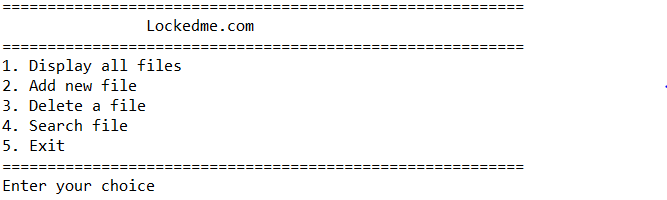 ==========================================================
Lockedme.com
==========================================================
1. Display all files
2. Add new file
3. Delete a file
4. Search file
5. Exit
==========================================================
Enter your choice